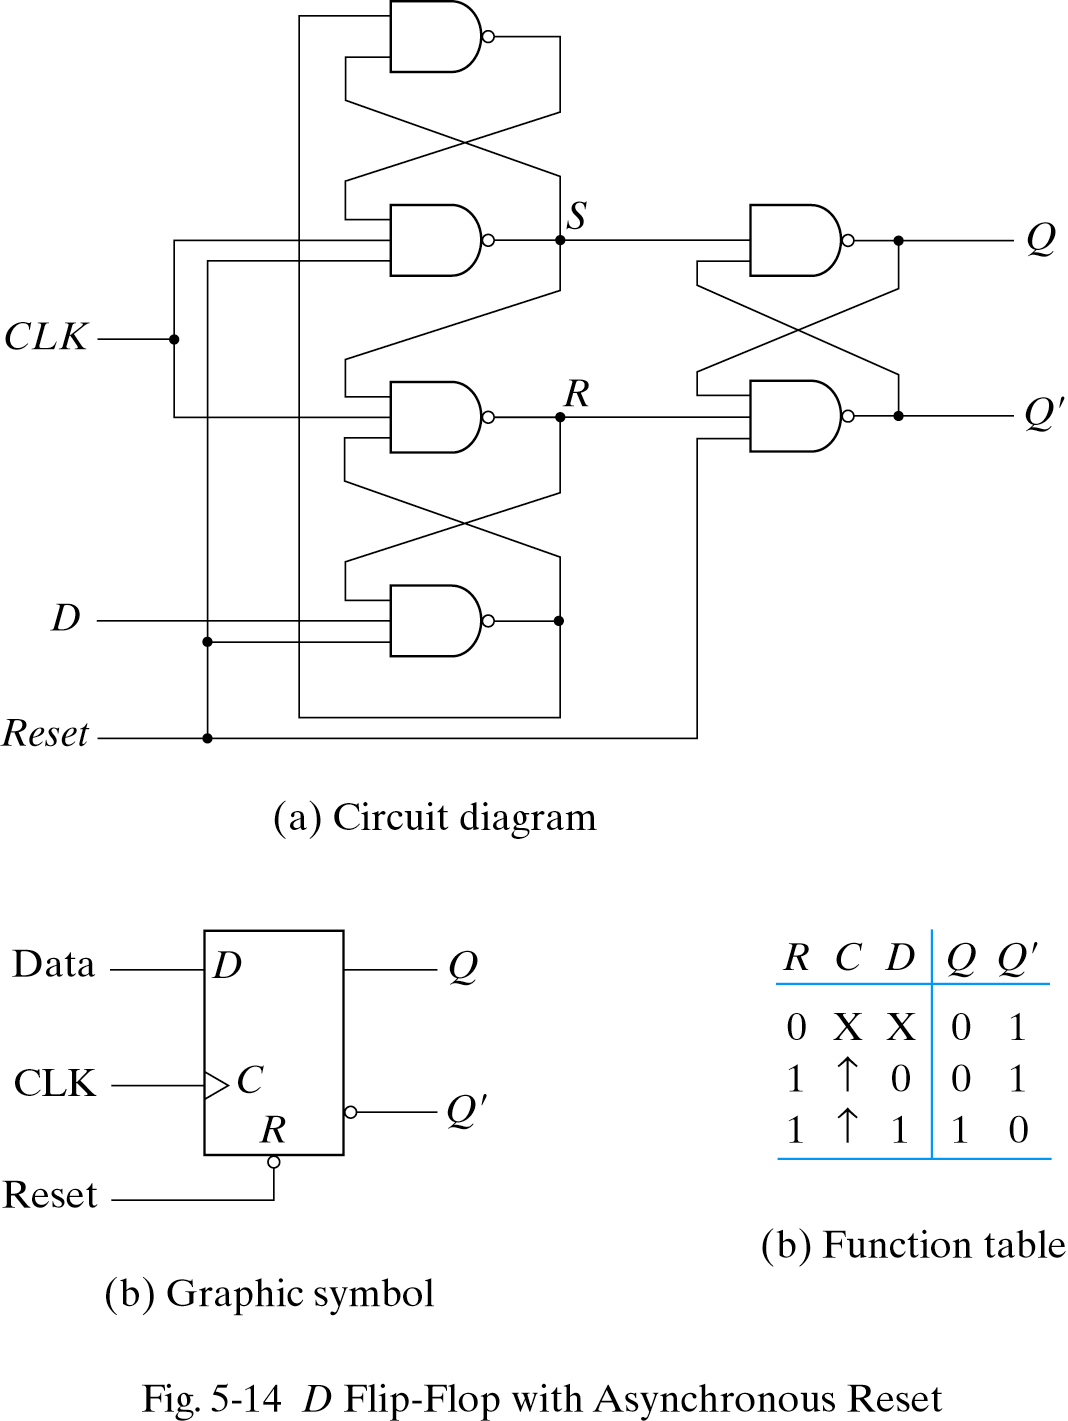 S
Q
CLK
R
Q′
D
Reset
(a) Circuit diagram
Data D Q
CLK C
R
Q′
Reset
(b) Graphic symbol
R C D Q Q′
0 X X 0 1
1 ↑ 0 0 1
1 ↑ 1 1 0
(b) Function table
Fig. 5-14 D Flip-Flop with Asynchronous Reset